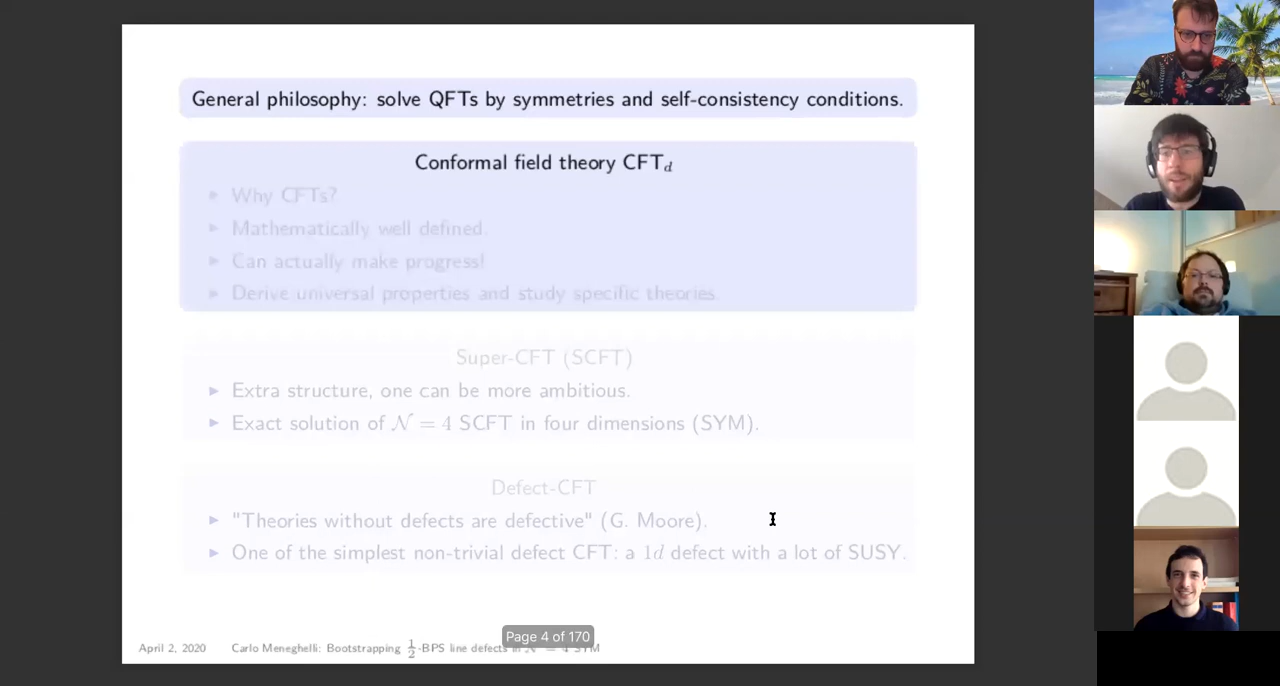 General philosophy: solve QFTs by symmetries and self-consistency conditions.
Conformal field theory CFT_d
▶ Why CFTs?
▶ Mathematically well defined.
▶ Can actually make progress!
▶ Derive universal properties and study specific theories.
Super-CFT (SCFT)
▶ Extra structure, one can be more ambitious.
▶ Exact solution of 𝒩 = 4 SCFT in four dimensions (SYM).
Defect-CFT
▶ "Theories without defects are defective" (G. Moore).
▶ One of the simplest non-trivial defect CFT: a 1d defect with a lot of SUSY.
Page 4 of 170
April 2, 2020 Carlo Meneghelli: Bootstrapping 1/2-BPS line defects in 𝒩 = 4 SYM